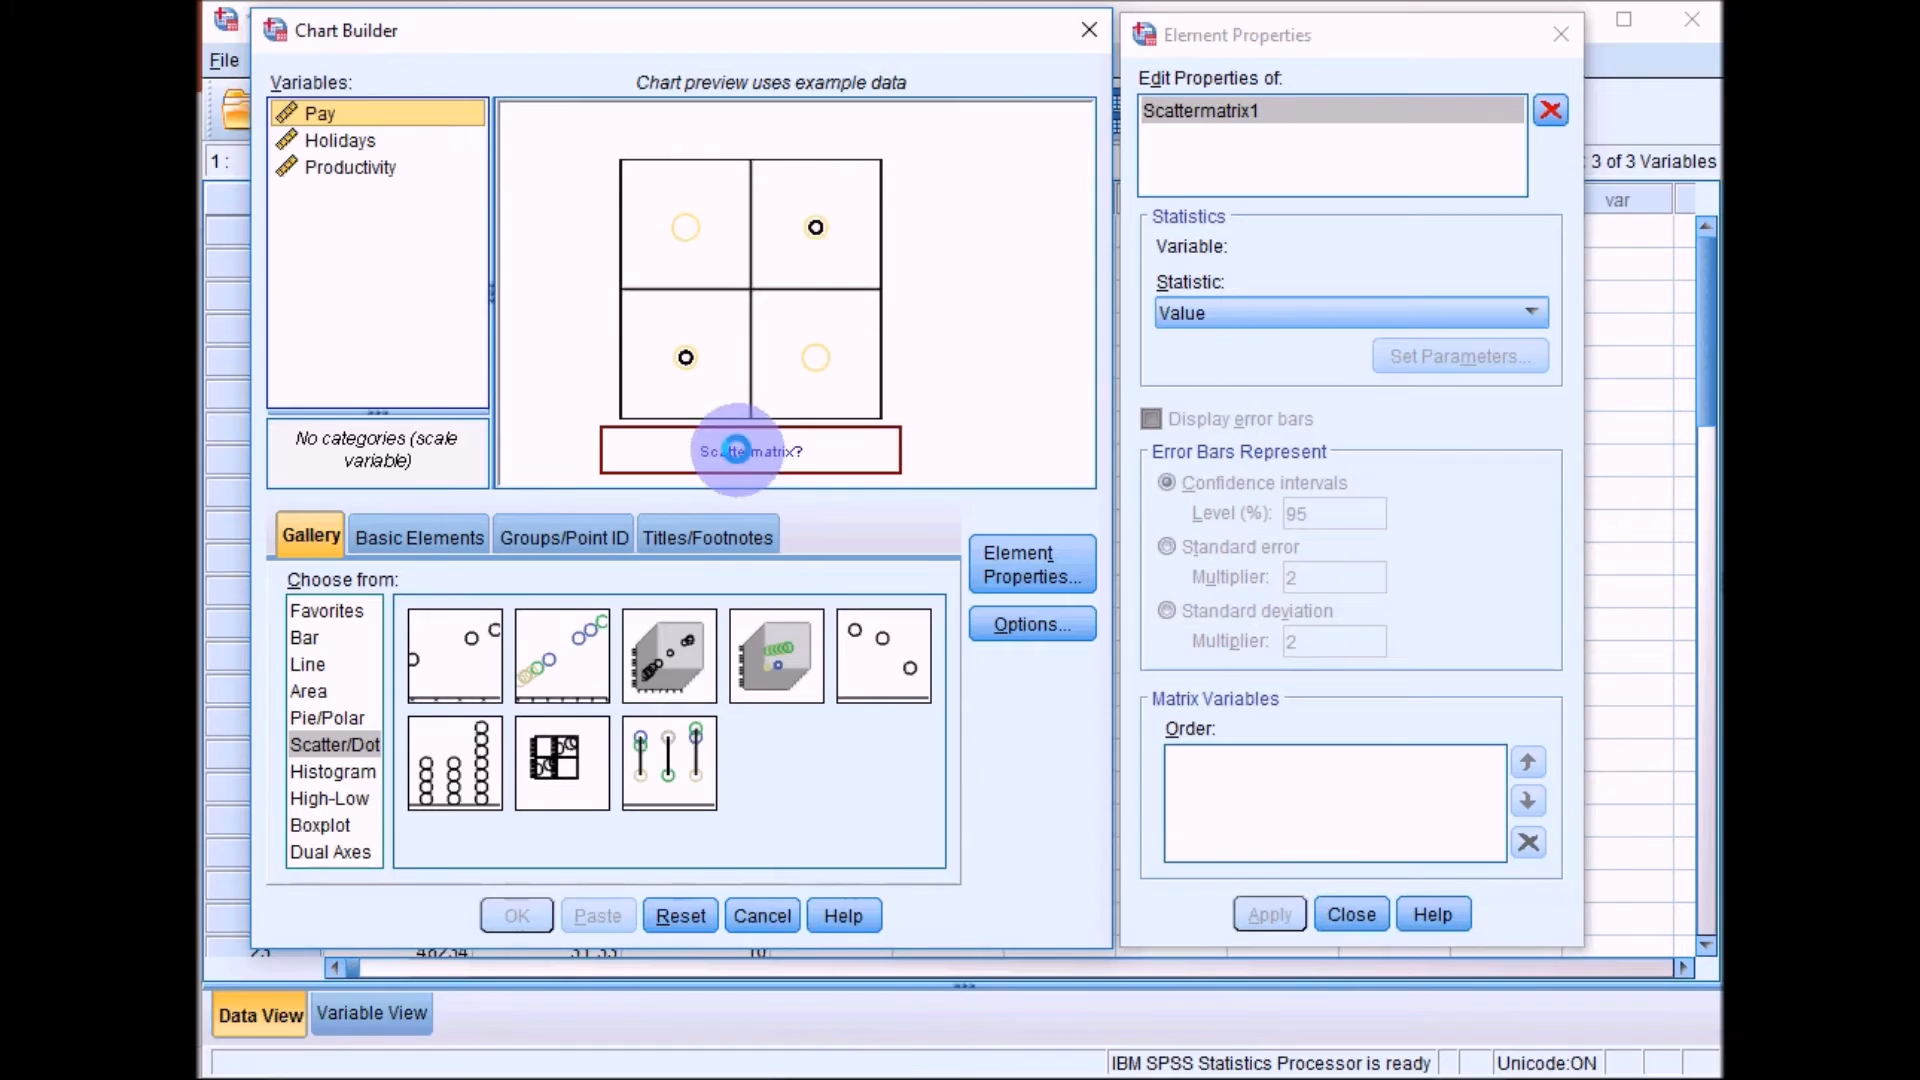 Chart Builder
Element Properties
File
Variables:
Chart preview uses example data
Edit Properties of:
Pay
Holidays
Productivity
Scattermatrix1
1 :
3 of 3 Variables
var
Statistics
Variable:
Statistic:
Value
Set Parameters...
Display error bars
No categories (scale
variable)
Scattermatrix?
Error Bars Represent
Confidence intervals
Level (%): 95
Standard error
Multiplier: 2
Standard deviation
Multiplier: 2
Gallery
Basic Elements
Groups/Point ID
Titles/Footnotes
Element
Properties...
Options...
Choose from:
Favorites
Bar
Line
Area
Pie/Polar
Scatter/Dot
Histogram
High-Low
Boxplot
Dual Axes
Matrix Variables
Order:
OK
Paste
Reset
Cancel
Help
Apply
Close
Help
Data View
Variable View
IBM SPSS Statistics Processor is ready
Unicode:ON